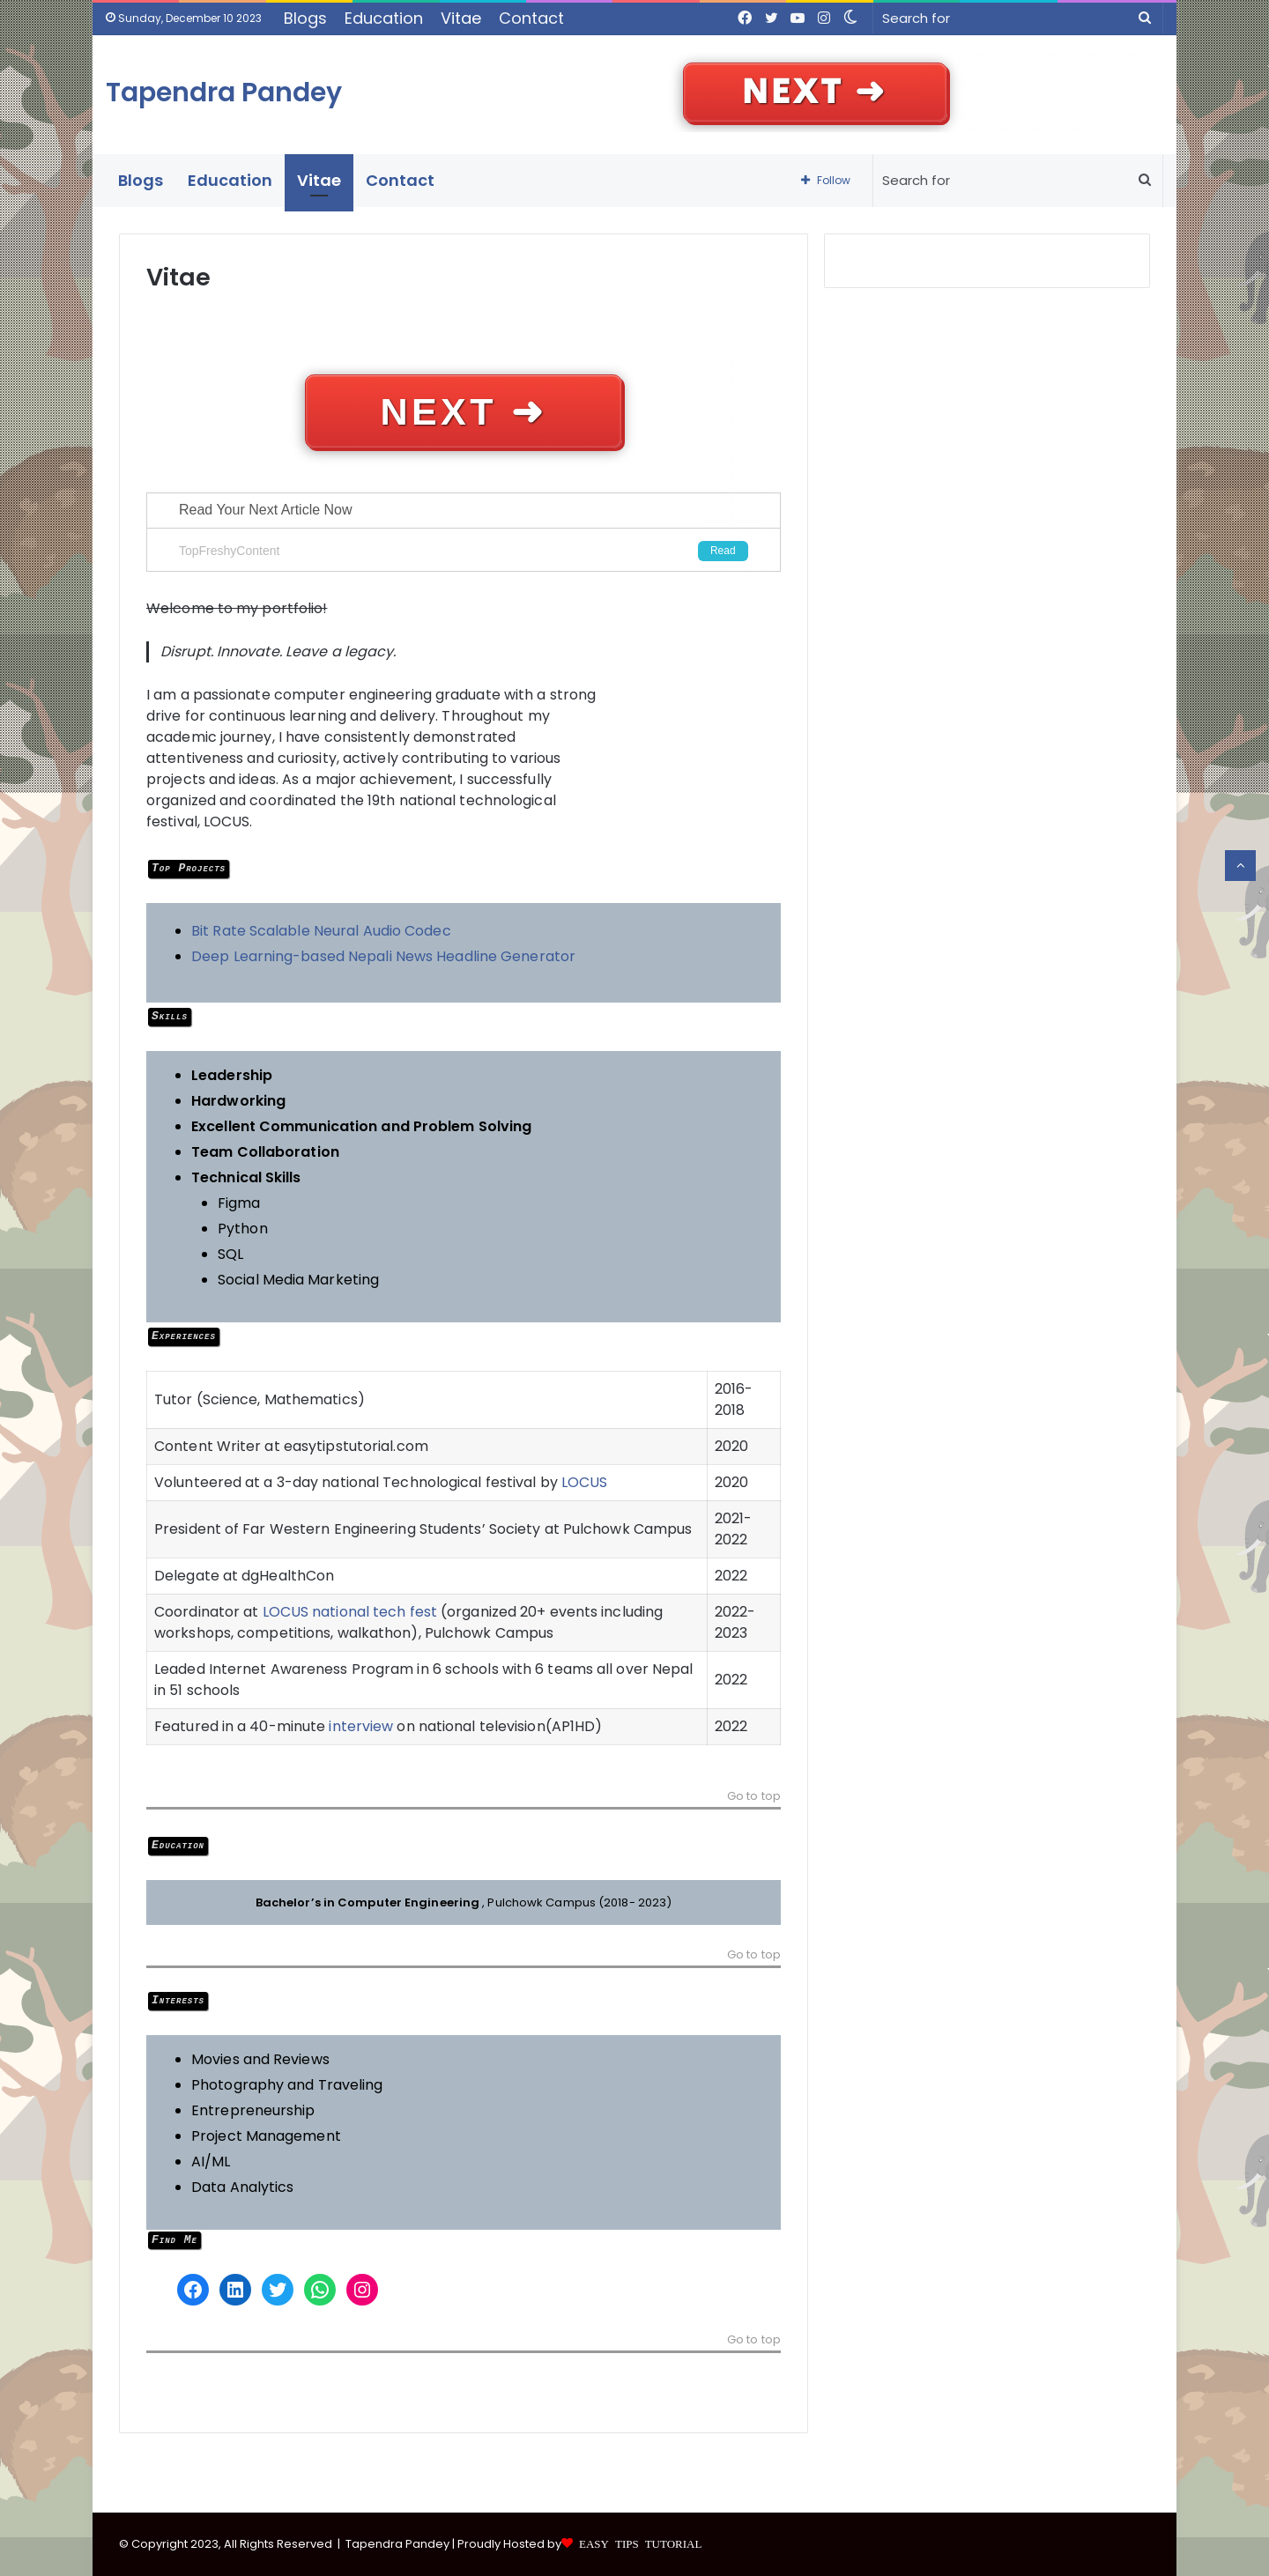 Sunday, December 10 2023 Blogs Education Vitae Contact Search for
Tapendra Pandey
NEXT ➜
Blogs Education Vitae Contact + Follow Search for
Vitae
NEXT ➜
Read Your Next Article Now
TopFreshyContent Read
Welcome to my portfolio!
Disrupt. Innovate. Leave a legacy.
I am a passionate computer engineering graduate with a strong
drive for continuous learning and delivery. Throughout my
academic journey, I have consistently demonstrated
attentiveness and curiosity, actively contributing to various
projects and ideas. As a major achievement, I successfully
organized and coordinated the 19th national technological
festival, LOCUS.
Top Projects
• Bit Rate Scalable Neural Audio Codec
• Deep Learning-based Nepali News Headline Generator
Skills
• Leadership
• Hardworking
• Excellent Communication and Problem Solving
• Team Collaboration
• Technical Skills
• Figma
• Python
• SQL
• Social Media Marketing
Experiences
Tutor (Science, Mathematics) 2016-
2018
Content Writer at easytipstutorial.com 2020
Volunteered at a 3-day national Technological festival by LOCUS 2020
President of Far Western Engineering Students’ Society at Pulchowk Campus 2021-
2022
Delegate at dgHealthCon 2022
Coordinator at LOCUS national tech fest (organized 20+ events including 2022-
workshops, competitions, walkathon), Pulchowk Campus 2023
Leaded Internet Awareness Program in 6 schools with 6 teams all over Nepal
in 51 schools 2022
Featured in a 40-minute interview on national television(AP1HD) 2022
Go to top
Education
Bachelor’s in Computer Engineering , Pulchowk Campus (2018- 2023)
Go to top
Interests
• Movies and Reviews
• Photography and Traveling
• Entrepreneurship
• Project Management
• AI/ML
• Data Analytics
Find Me
Go to top
© Copyright 2023, All Rights Reserved | Tapendra Pandey | Proudly Hosted by❤ EASY TIPS TUTORIAL